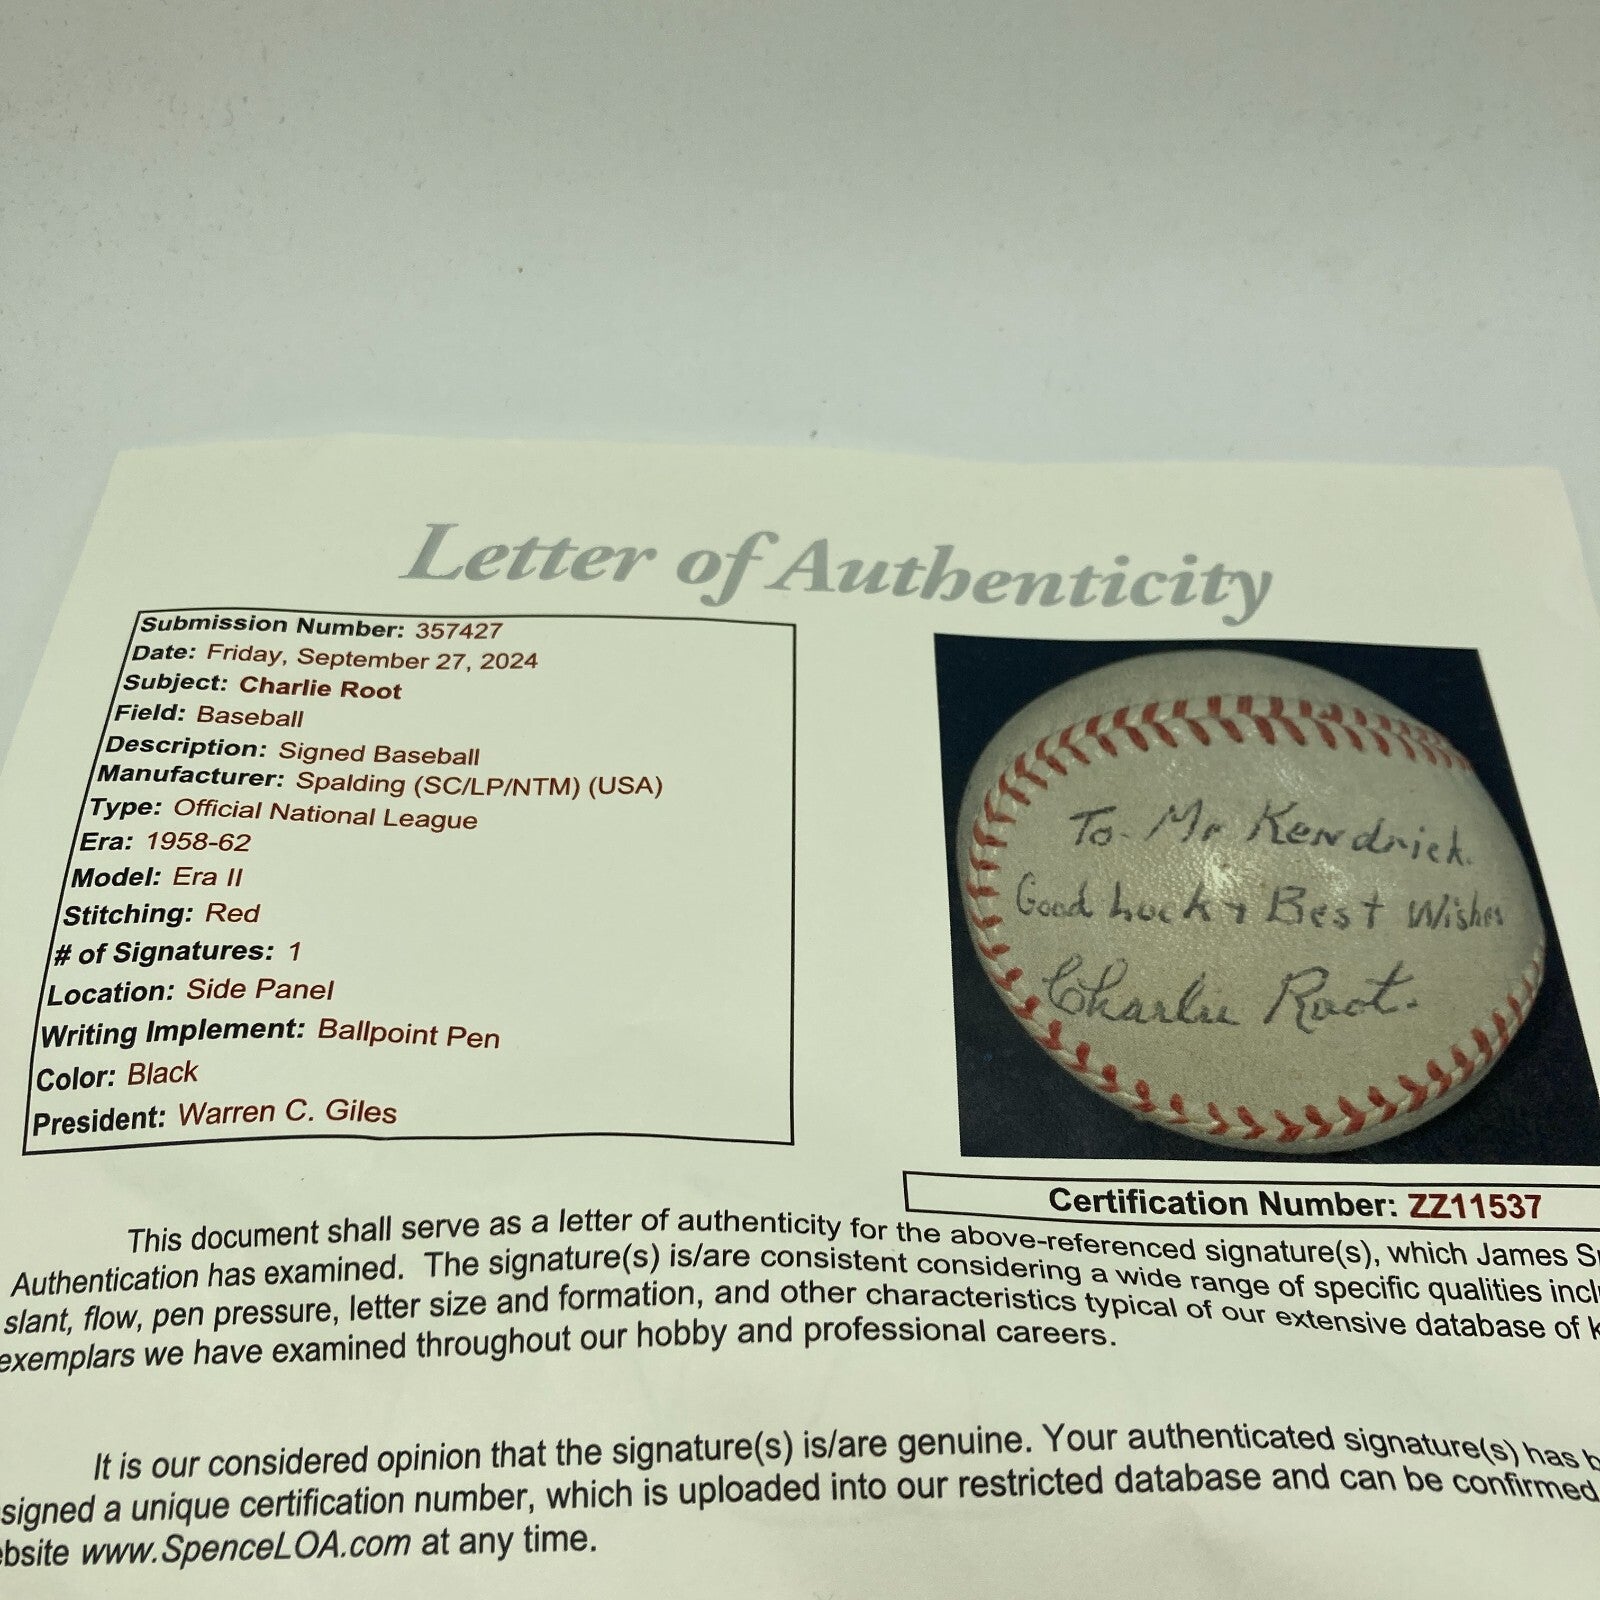 Letter of Authenticity
Submission Number: 357427
Date: Friday, September 27, 2024
Subject: Charlie Root
Field: Baseball
Description: Signed Baseball
Manufacturer: Spalding (SC/LP/NTM) (USA)
Type: Official National League
Era: 1958-62
Model: Era II
Stitching: Red
# of Signatures: 1
Location: Side Panel
Writing Implement: Ballpoint Pen
Color: Black
President: Warren C. Giles
To. Mr Kendrick.
Good Luck + Best Wishes
Charlie Root.
Certification Number: ZZ11537
This document shall serve as a letter of authenticity for the above-referenced signature(s), which James S
Authentication has examined. The signature(s) is/are consistent considering a wide range of specific qualities incl
slant, flow, pen pressure, letter size and formation, and other characteristics typical of our extensive database of k
exemplars we have examined throughout our hobby and professional careers.
It is our considered opinion that the signature(s) is/are genuine. Your authenticated signature(s) has b
signed a unique certification number, which is uploaded into our restricted database and can be confirmed
ebsite www.SpenceLOA.com at any time.